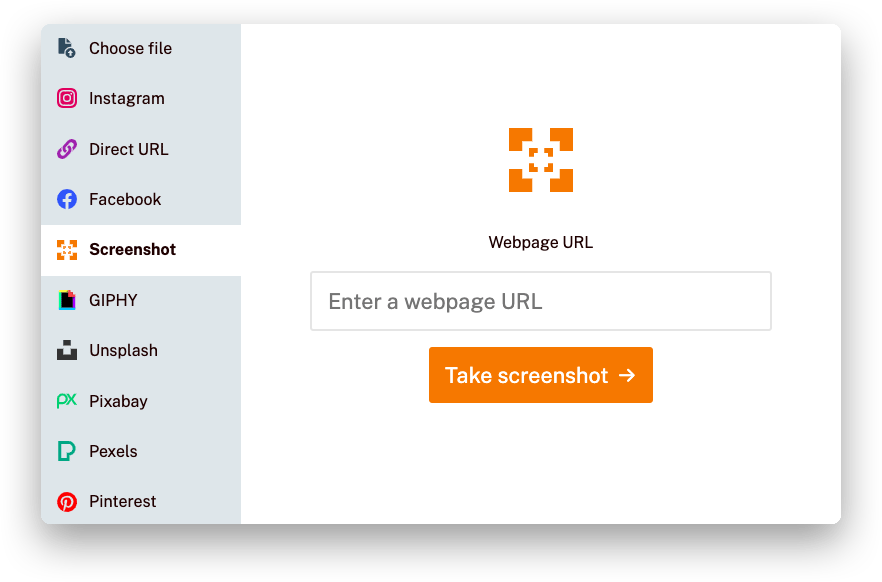 Choose file
Instagram
Direct URL
Facebook
Screenshot
GIPHY
Unsplash
Pixabay
Pexels
Pinterest
Webpage URL
Enter a webpage URL
Take screenshot →